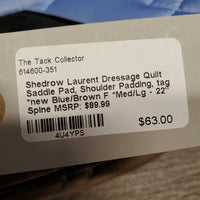 The Tack Collector
614600-351
Shedrow Laurent Dressage Quilt
Saddle Pad, Shoulder Padding, tag
*new Blue/Brown F *Med/Lg - 22"
Spine MSRP: $89.99
$63.00
4U4YPS